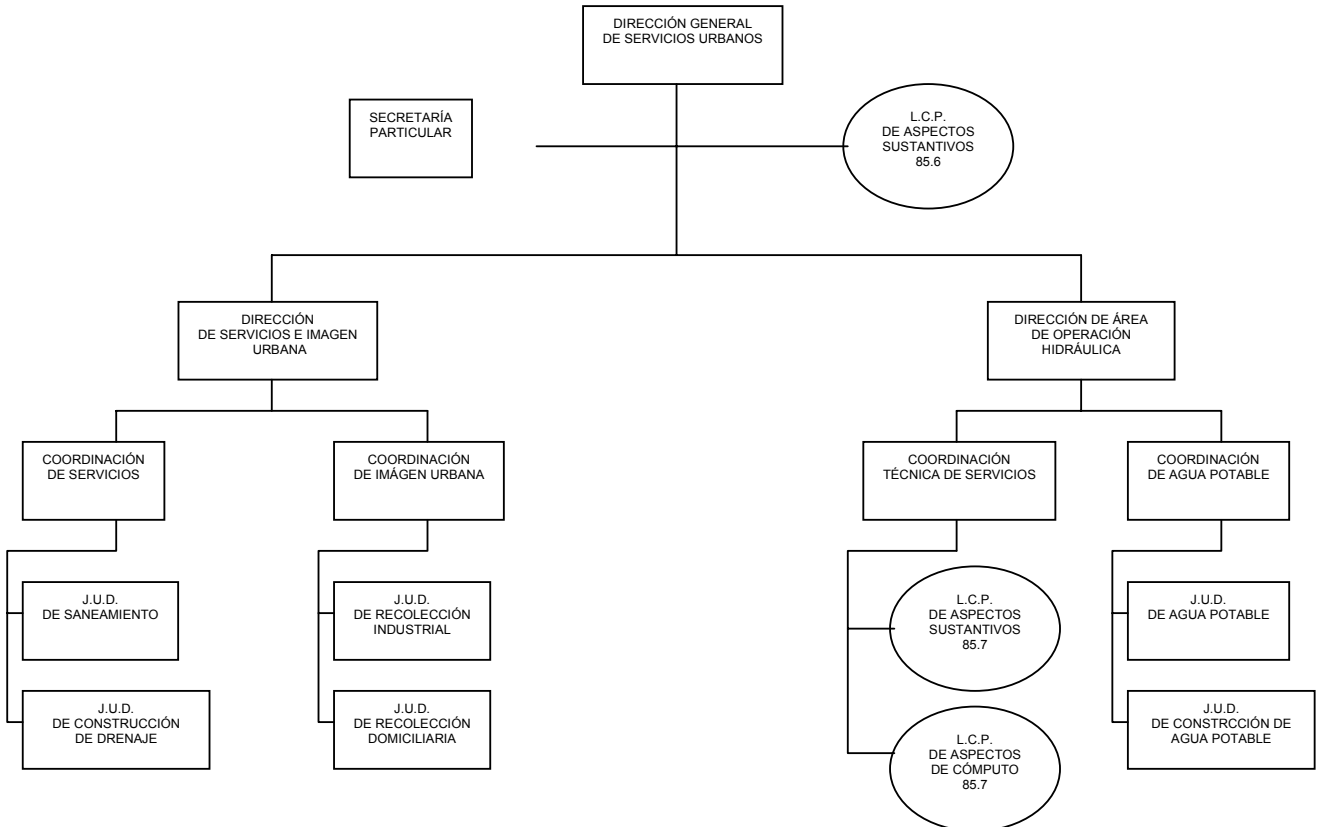 DIRECCIÓN GENERAL
DE SERVICIOS URBANOS
SECRETARÍA
PARTICULAR
L.C.P.
DE ASPECTOS
SUSTANTIVOS
85.6
DIRECCIÓN
DE SERVICIOS E IMAGEN
URBANA
DIRECCIÓN DE ÁREA
DE OPERACIÓN
HIDRÁULICA
COORDINACIÓN
DE SERVICIOS
COORDINACIÓN
DE IMÁGEN URBANA
COORDINACIÓN
TÉCNICA DE SERVICIOS
COORDINACIÓN
DE AGUA POTABLE
J.U.D.
DE SANEAMIENTO
J.U.D.
DE RECOLECCIÓN
INDUSTRIAL
L.C.P.
DE ASPECTOS
SUSTANTIVOS
85.7
J.U.D.
DE AGUA POTABLE
J.U.D.
DE CONSTRUCCIÓN
DE DRENAJE
J.U.D.
DE RECOLECCIÓN
DOMICILIARIA
L.C.P.
DE ASPECTOS
DE CÓMPUTO
85.7
J.U.D.
DE CONSTRCCIÓN DE
AGUA POTABLE